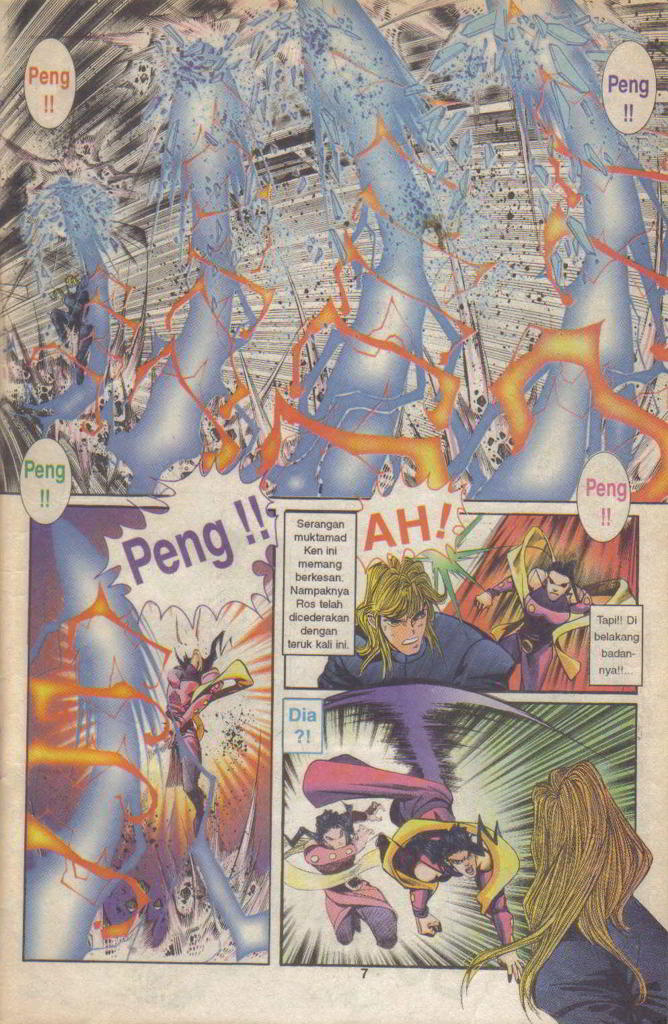 Peng
!!
Peng
!!
Peng
!!
Peng
!!
Peng !!
Serangan
muktamad
Ken ini
memang
berkesan.
Nampaknya
Ros telah
dicederakan
dengan
teruk kali ini.
AH!
Tapi!! Di
belakang
badan-
nya!!...
Dia
?!
7